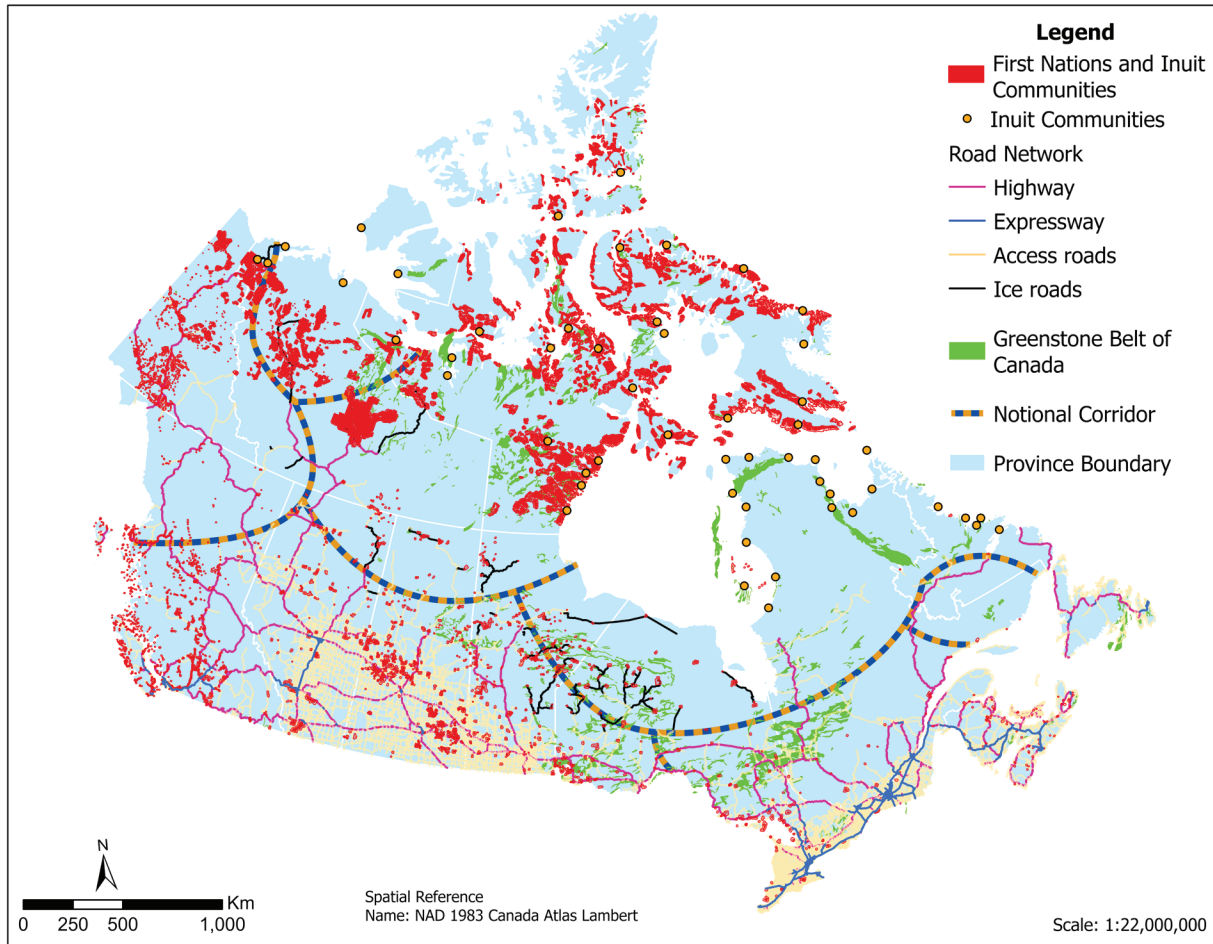 Legend
First Nations and Inuit
Communities
Inuit Communities
Road Network
Highway
Expressway
Access roads
Ice roads
Greenstone Belt of
Canada
Notional Corridor
Province Boundary
N
Km
0 250 500 1,000
Spatial Reference
Name: NAD 1983 Canada Atlas Lambert
Scale: 1:22,000,000